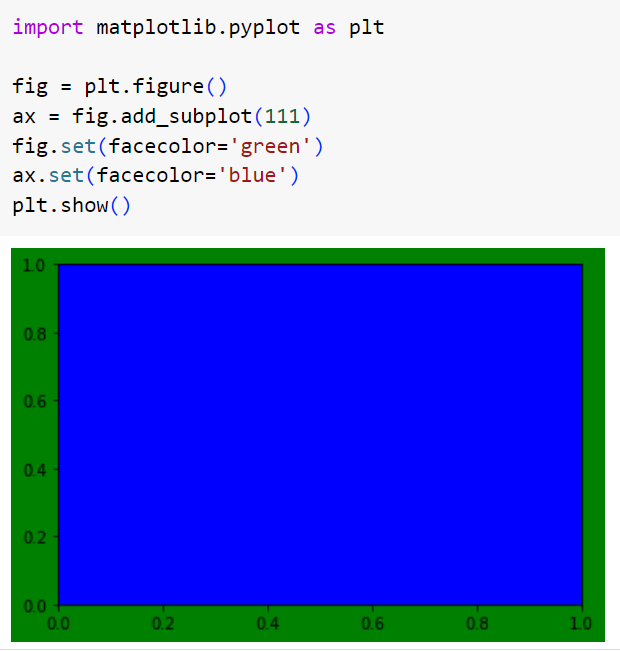 import matplotlib.pyplot as plt
fig = plt.figure()
ax = fig.add_subplot(111)
fig.set(facecolor='green')
ax.set(facecolor='blue')
plt.show()
1.0
0.8
0.6
0.4
0.2
0.0
0.0 0.2 0.4 0.6 0.8 1.0